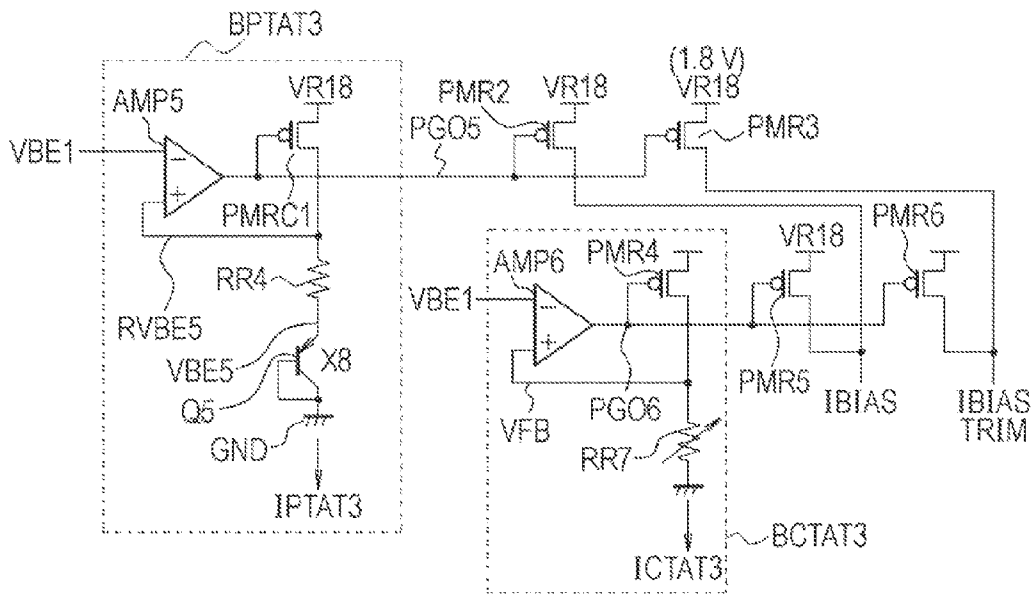 BPTAT3
(1.8 V)
AMP5
VR18
PMR2
VR18
VR18
VBE1
PGO5
PMR3
PMRC1
PMR6
AMP6
PMR4
VR18
RR4
VBE1
RVBE5
VBE5
X8
PMR5
Q5
PGO6
IBIAS
IBIAS
TRIM
GND
VFB
RR7
IPTAT3
BCTAT3
ICTAT3